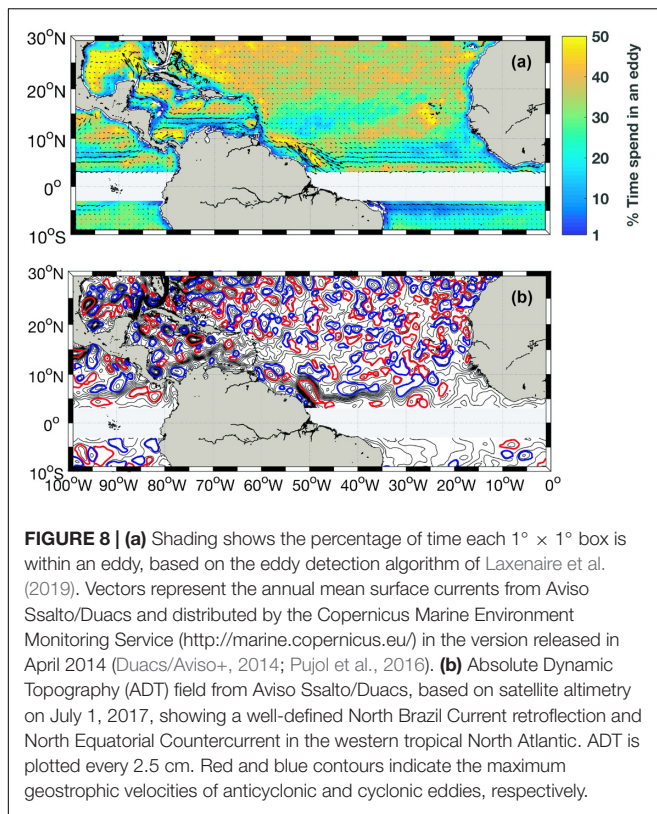 30°N
20°N
10°N
0°
10°S
(a)
50
40
30
20
10
1
% Time spend in an eddy
30°N
20°N
10°N
0°
10°S
(b)
100°W 90°W 80°W 70°W 60°W 50°W 40°W 30°W 20°W 10°W 0°
FIGURE 8 | (a) Shading shows the percentage of time each 1° × 1° box is
within an eddy, based on the eddy detection algorithm of Laxenaire et al.
(2019). Vectors represent the annual mean surface currents from Aviso
Ssalto/Duacs and distributed by the Copernicus Marine Environment
Monitoring Service (http://marine.copernicus.eu/) in the version released in
April 2014 (Duacs/Aviso+, 2014; Pujol et al., 2016). (b) Absolute Dynamic
Topography (ADT) field from Aviso Ssalto/Duacs, based on satellite altimetry
on July 1, 2017, showing a well-defined North Brazil Current retroflection and
North Equatorial Countercurrent in the western tropical North Atlantic. ADT is
plotted every 2.5 cm. Red and blue contours indicate the maximum
geostrophic velocities of anticyclonic and cyclonic eddies, respectively.